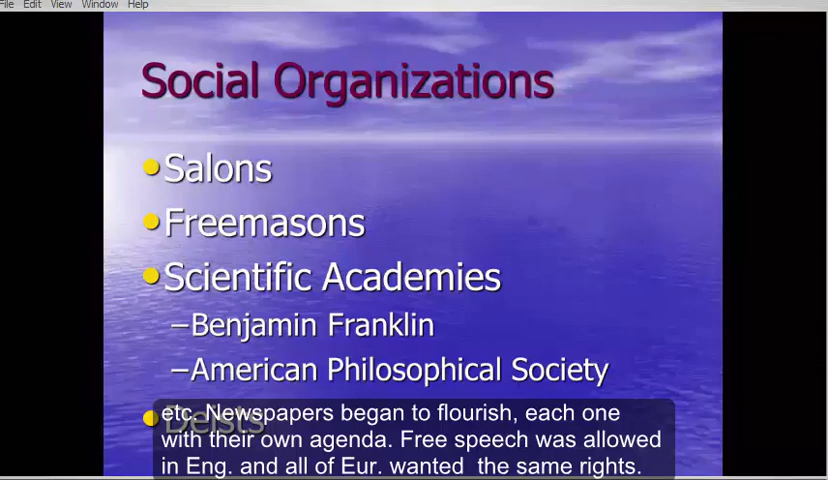 File Edit View Window Help
Social Organizations
•Salons
•Freemasons
•Scientific Academies
–Benjamin Franklin
–American Philosophical Society
•Deists
etc. Newspapers began to flourish, each one
with their own agenda. Free speech was allowed
in Eng. and all of Eur. wanted the same rights.